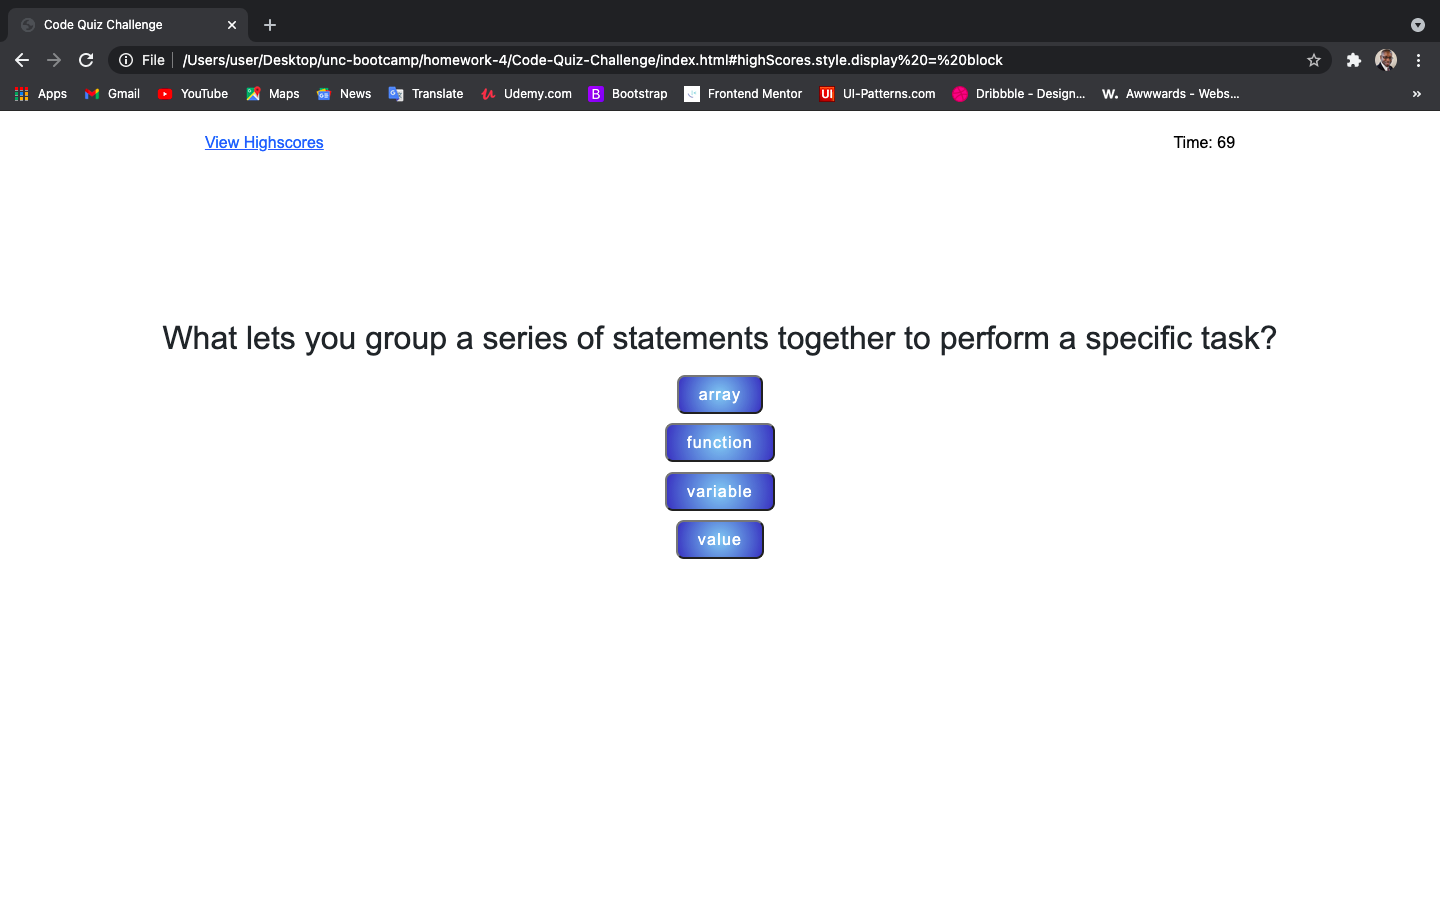 Code Quiz Challenge
File /Users/user/Desktop/unc-bootcamp/homework-4/Code-Quiz-Challenge/index.html#highScores.style.display%20=%20block
Apps Gmail YouTube Maps News Translate Udemy.com B Bootstrap Frontend Mentor UI UI-Patterns.com Dribbble - Design... W. Awwwards - Webs... »
View Highscores Time: 69
What lets you group a series of statements together to perform a specific task?
array
function
variable
value